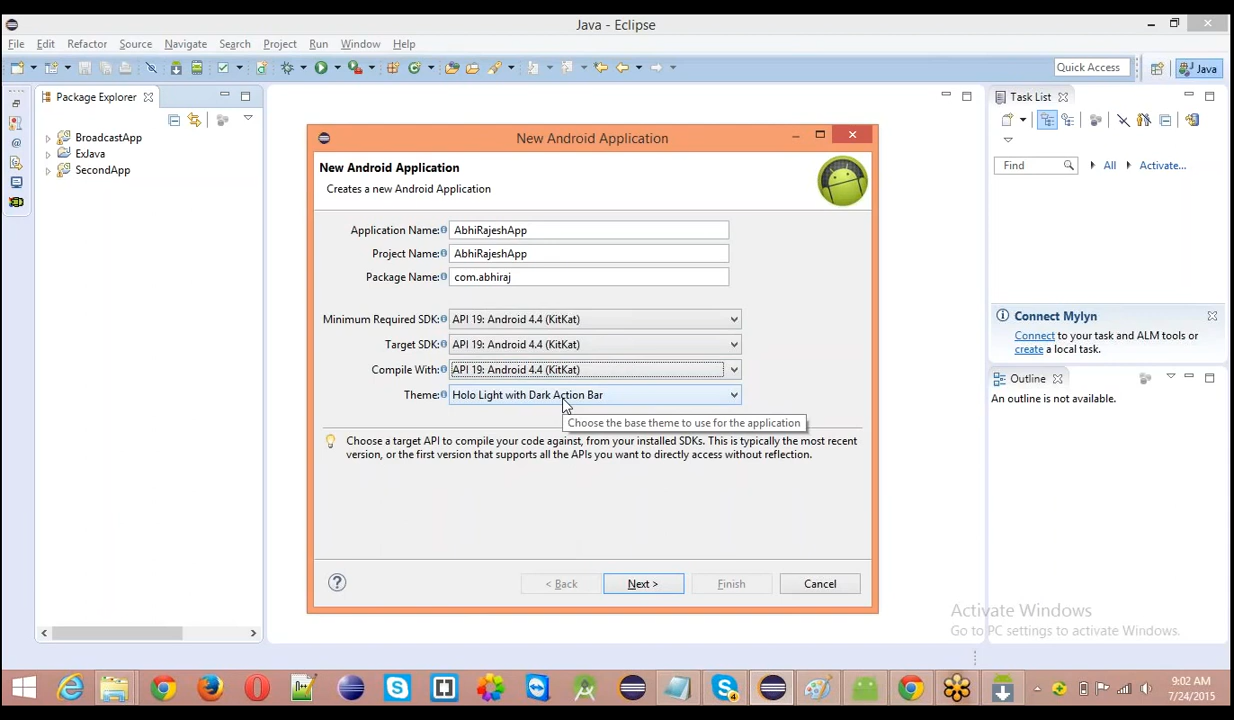 Java - Eclipse
File Edit Refactor Source Navigate Search Project Run Window Help
Quick Access
Java
Package Explorer
BroadcastApp
ExJava
SecondApp
New Android Application
New Android Application
Creates a new Android Application
Application Name: AbhiRajeshApp
Project Name: AbhiRajeshApp
Package Name: com.abhiraj
Minimum Required SDK: API 19: Android 4.4 (KitKat)
Target SDK: API 19: Android 4.4 (KitKat)
Compile With: API 19: Android 4.4 (KitKat)
Theme: Holo Light with Dark Action Bar
Choose the base theme to use for the application
Choose a target API to compile your code against, from your installed SDKs. This is typically the most recent
version, or the first version that supports all the APIs you want to directly access without reflection.
< Back Next > Finish Cancel
Task List
Find All Activate...
Connect Mylyn
Connect to your task and ALM tools or
create a local task.
Outline
An outline is not available.
Activate Windows
Go to PC settings to activate Windows.
4
9:02 AM
7/24/2015